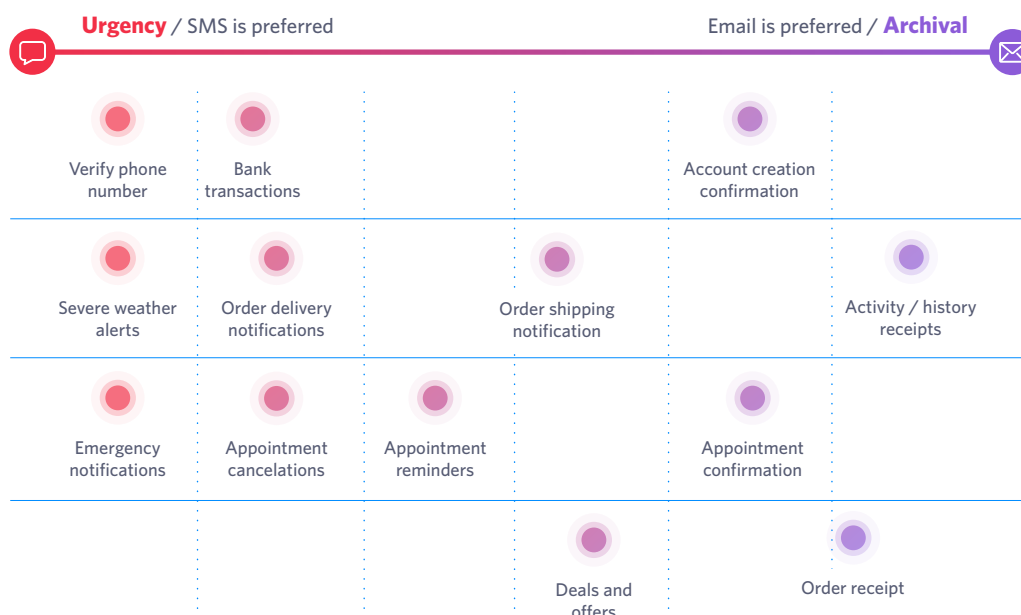 Urgency / SMS is preferred
Email is preferred / Archival
Verify phone
number
Bank
transactions
Account creation
confirmation
Severe weather
alerts
Order delivery
notifications
Order shipping
notification
Activity / history
receipts
Emergency
notifications
Appointment
cancelations
Appointment
reminders
Appointment
confirmation
Deals and
offers
Order receipt